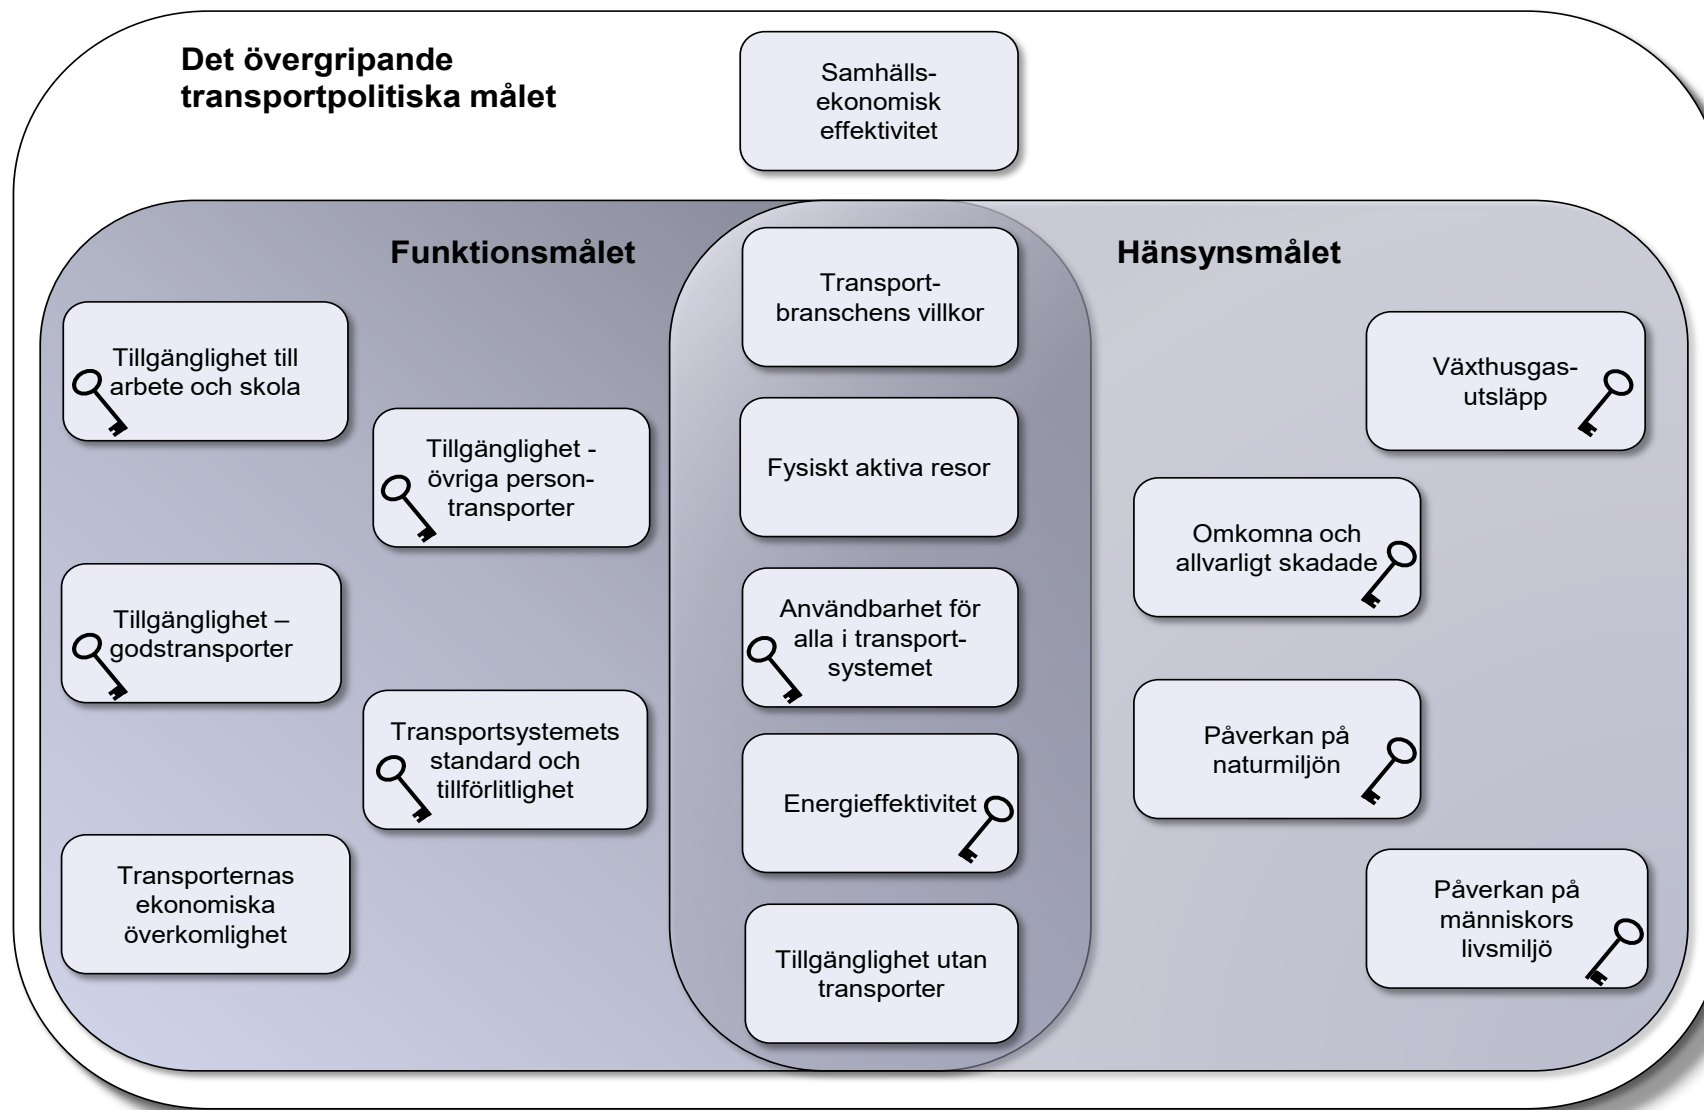 Det övergripande
transportpolitiska målet
Samhälls-
ekonomisk
effektivitet
Funktionsmålet
Tillgänglighet till
arbete och skola
Tillgänglighet -
övriga person-
transporter
Tillgänglighet –
godstransporter
Transportsystemets
standard och
tillförlitlighet
Transporternas
ekonomiska
överkomlighet
Transport-
branschens villkor
Fysiskt aktiva resor
Användbarhet för
alla i transport-
systemet
Energieffektivitet
Tillgänglighet utan
transporter
Hänsynsmålet
Växthusgas-
utsläpp
Omkomna och
allvarligt skadade
Påverkan på
naturmiljön
Påverkan på
människors
livsmiljö